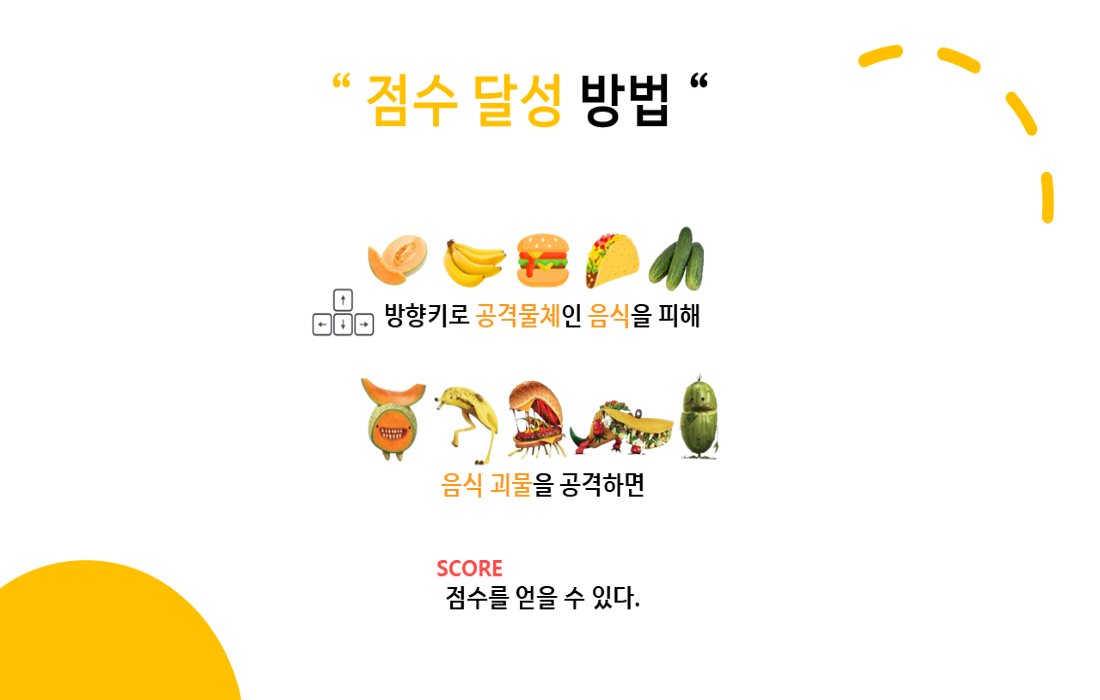 “ 점수 달성 방법 “
↑
← ↓ →
방향키로 공격물체인 음식을 피해
음식 괴물을 공격하면
SCORE
점수를 얻을 수 있다.